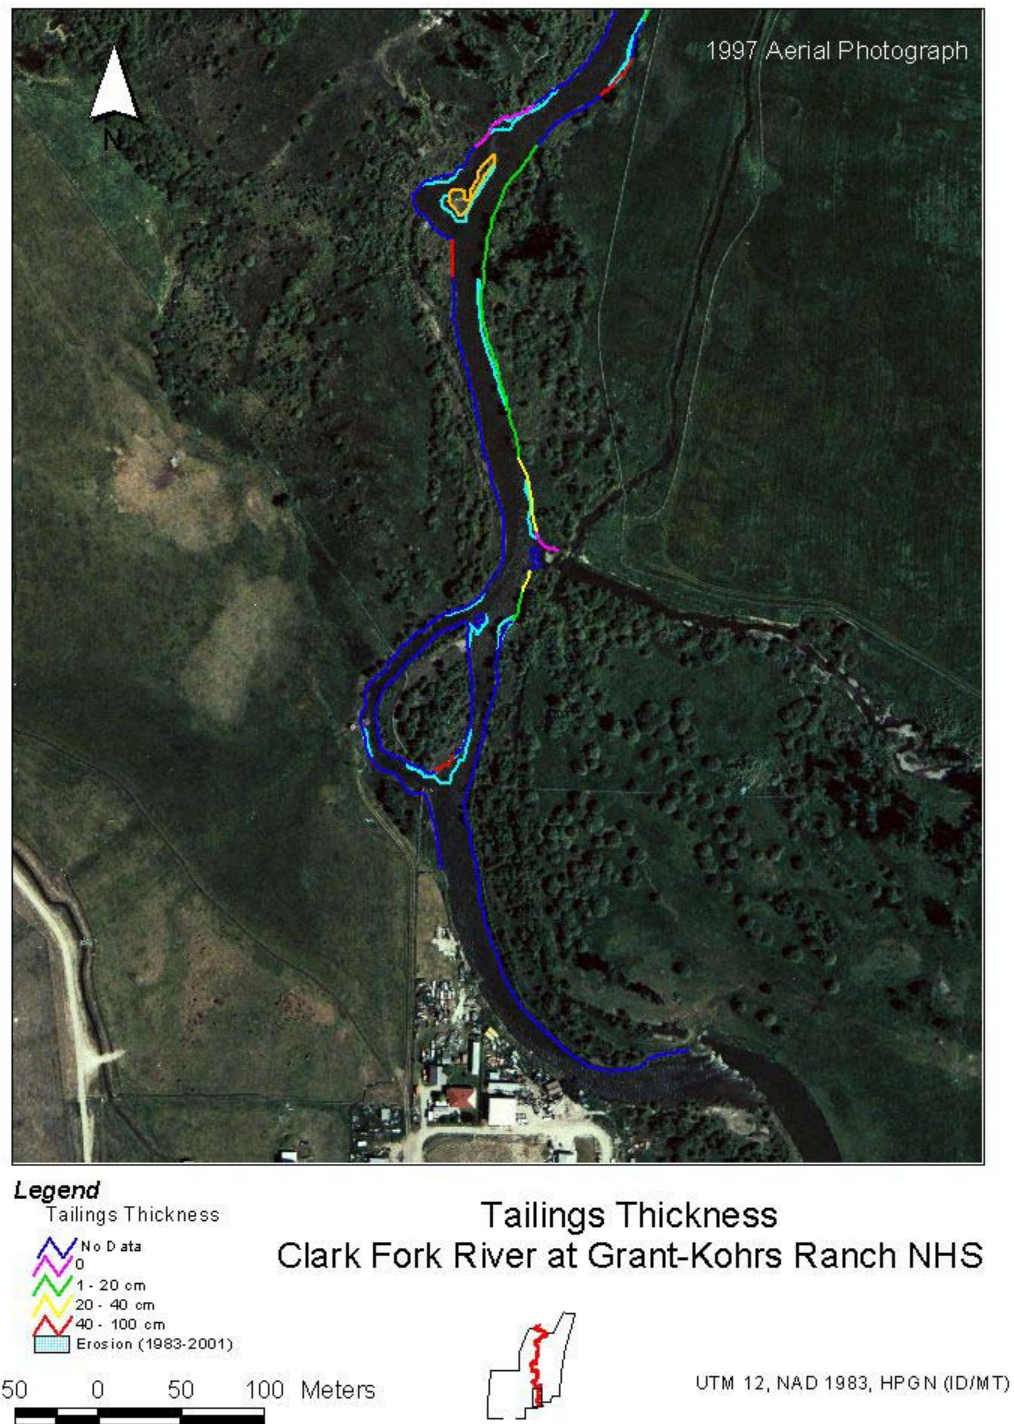 1997 Aerial Photograph
N
Legend
Tailings Thickness
No Data
0
1 - 20 cm
20 - 40 cm
40 - 100 cm
Erosion (1983-2001)
Tailings Thickness
Clark Fork River at Grant-Kohrs Ranch NHS
50 0 50 100 Meters
UTM 12, NAD 1983, HPGN (ID/MT)